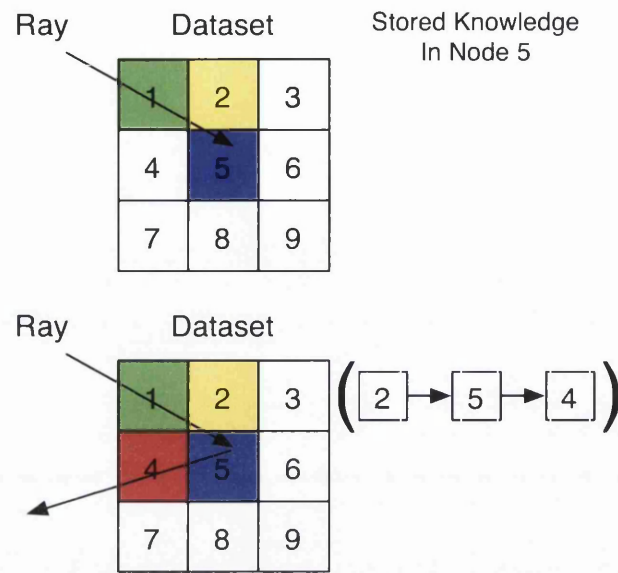 Ray Dataset Stored Knowledge
In Node 5
1 2 3
4 5 6
7 8 9
Ray Dataset
1 2 3 ( 2 5 4 )
4 5 6
7 8 9